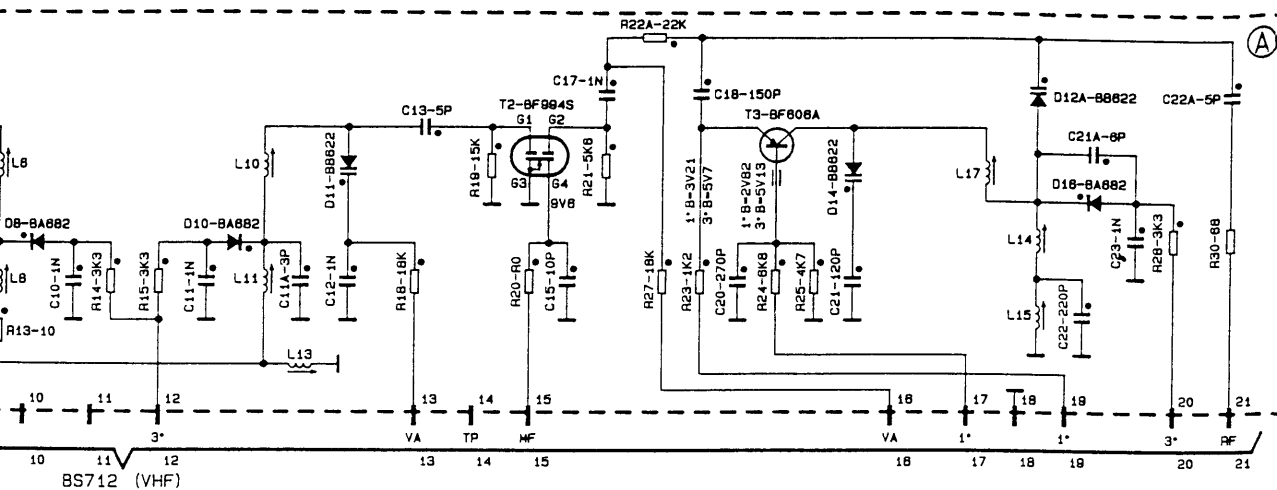 R22A-22K
A
C17-1N
C18-150P
D12A-BB622
C22A-5P
C13-5P
T2-BF994S
T3-BF606A
G1 G2
C21A-6P
L6
L10
D11-BB622
R19-15K
G3 G4
R21-5K6
1° B=3V21
3° B=5V7
1° B=2V82
3° B=5V13
D14-BB622
L17
D16-BA682
9V6
D8-BA682
D10-BA682
L8
C10-1N
R14-3K3
R15-3K3
C11-1N
L11
C11A-3P
C12-1N
R18-18K
R20-R0
C15-10P
R27-18K
R23-1K2
C20-270P
R24-6K8
R25-4K7
C21-120P
L14
C23-1N
R28-3K3
R30-68
R13-10
L15
C22-220P
L13
10 11 12 13 14 15 16 17 18 19 20 21
3° VA TP MF VA 1° 1° 3° RF
10 11 12 13 14 15 16 17 18 19 20 21
BS712 (VHF)